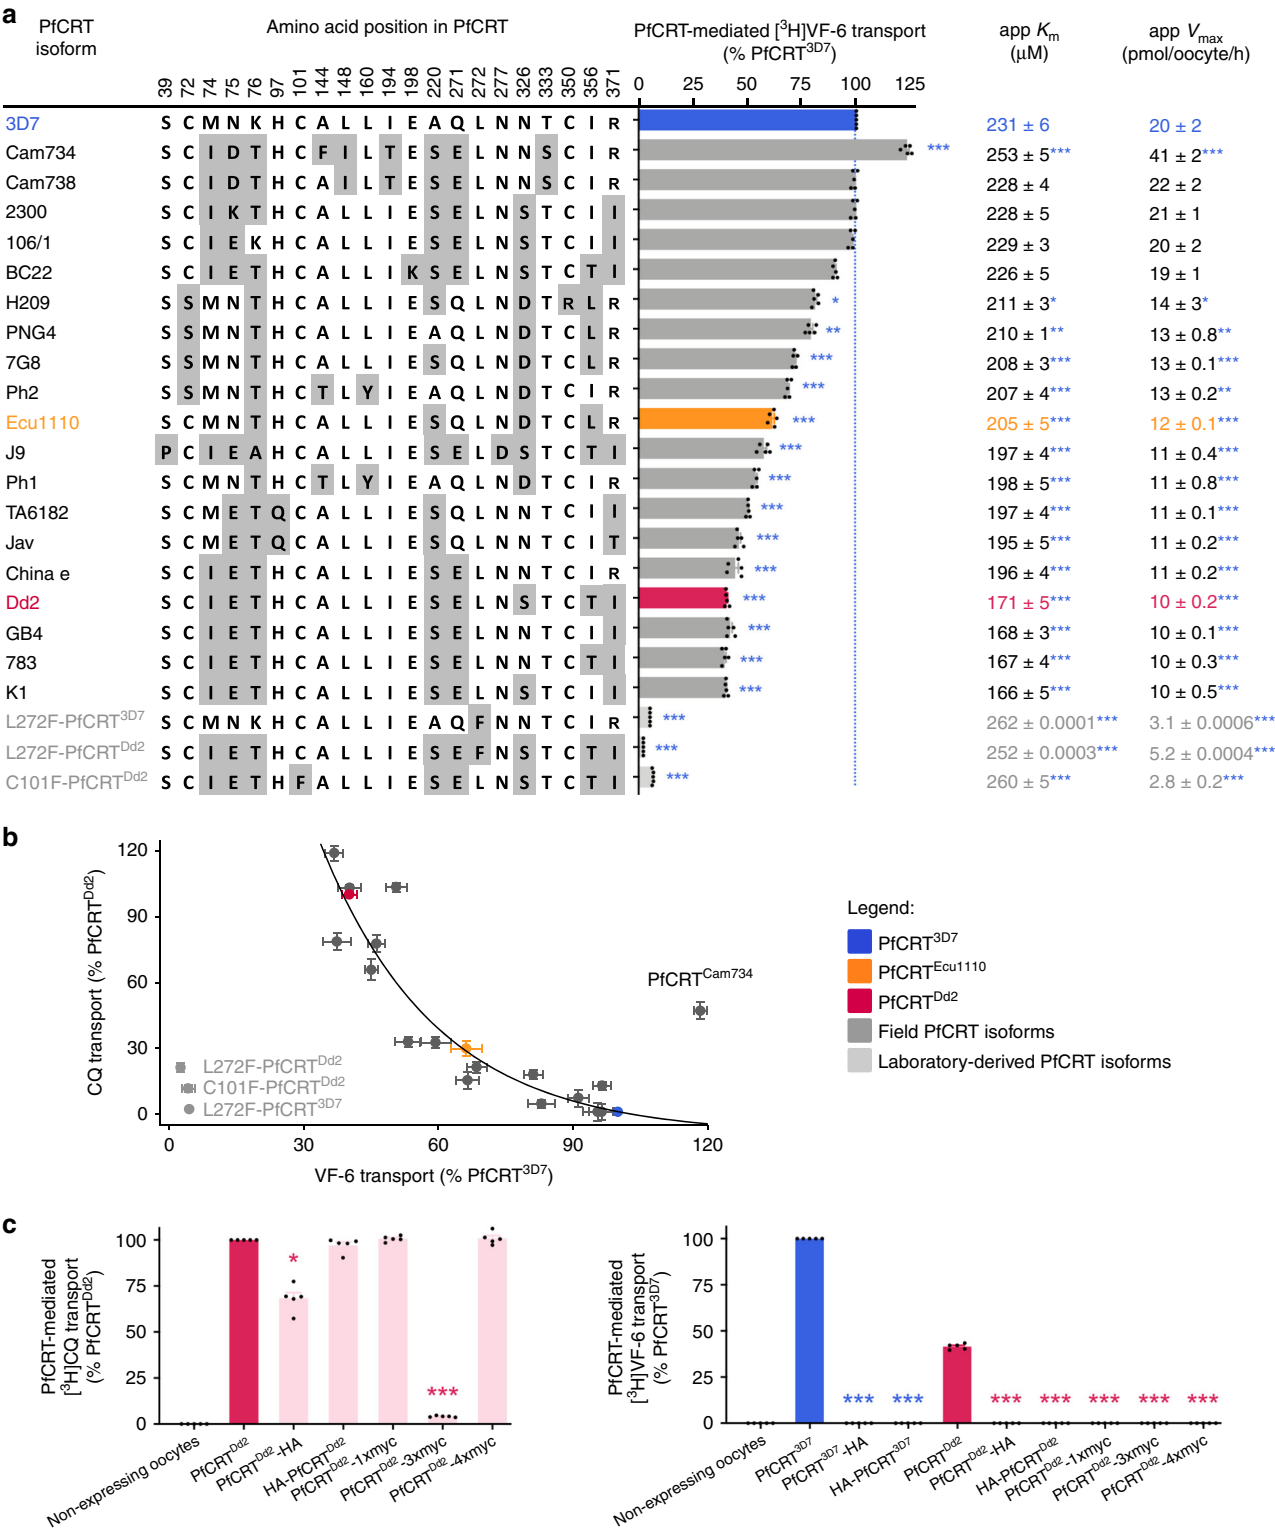 a
PfCRT isoform
Amino acid position in PfCRT
PfCRT-mediated [³H]VF-6 transport (% PfCRT³ᴰ⁷)
app Kₘ (μM)
app Vₘₐₓ (pmol/oocyte/h)
39 72 74 75 76 97 101 144 148 160 194 198 220 271 272 277 326 333 350 356 371
0 25 50 75 100 125
3D7 S C M N K H C A L L I E A Q L N N T C I R 231 ± 6 20 ± 2
Cam734 S C I D T H C F I L T E S E L N N S C I R *** 253 ± 5*** 41 ± 2***
Cam738 S C I D T H C A I L T E S E L N N S C I R 228 ± 4 22 ± 2
2300 S C I K T H C A L L I E S E L N S T C I I 228 ± 5 21 ± 1
106/1 S C I E K H C A L L I E S E L N S T C I I 229 ± 3 20 ± 2
BC22 S C I E T H C A L L I K S E L N S T C T I 226 ± 5 19 ± 1
H209 S S M N T H C A L L I E S Q L N D T R L R * 211 ± 3* 14 ± 3*
PNG4 S S M N T H C A L L I E A Q L N D T C L R ** 210 ± 1** 13 ± 0.8**
7G8 S S M N T H C A L L I E S Q L N D T C L R *** 208 ± 3*** 13 ± 0.1***
Ph2 S S M N T H C T L Y I E A Q L N D T C I R *** 207 ± 4*** 13 ± 0.2**
Ecu1110 S C M N T H C A L L I E S Q L N D T C L R *** 205 ± 5*** 12 ± 0.1***
J9 P C I E A H C A L L I E S E L D S T C T I *** 197 ± 4*** 11 ± 0.4***
Ph1 S C M N T H C T L Y I E A Q L N D T C I R *** 198 ± 5*** 11 ± 0.8***
TA6182 S C M E T Q C A L L I E S Q L N N T C I I *** 197 ± 4*** 11 ± 0.1***
Jav S C M E T Q C A L L I E S Q L N N T C I T *** 195 ± 5*** 11 ± 0.2***
China e S C I E T H C A L L I E S E L N N T C I R *** 196 ± 4*** 11 ± 0.2***
Dd2 S C I E T H C A L L I E S E L N S T C T I *** 171 ± 5*** 10 ± 0.2***
GB4 S C I E T H C A L L I E S E L N N T C I I *** 168 ± 3*** 10 ± 0.1***
783 S C I E T H C A L L I E S E L N N T C T I *** 167 ± 4*** 10 ± 0.3***
K1 S C I E T H C A L L I E S E L N S T C I I *** 166 ± 5*** 10 ± 0.5***
L272F-PfCRT³ᴰ⁷ S C M N K H C A L L I E A Q F N N T C I R *** 262 ± 0.0001*** 3.1 ± 0.0006***
L272F-PfCRTᴰᵈ² S C I E T H C A L L I E S E F N S T C T I *** 252 ± 0.0003*** 5.2 ± 0.0004***
C101F-PfCRTᴰᵈ² S C I E T H F A L L I E S E L N S T C T I *** 260 ± 5*** 2.8 ± 0.2***
b
CQ transport (% PfCRTᴰᵈ²)
120
90
60
30
0
PfCRTᶜᵃᵐ⁷³⁴
L272F-PfCRTᴰᵈ²
C101F-PfCRTᴰᵈ²
L272F-PfCRT³ᴰ⁷
0 30 60 90 120
VF-6 transport (% PfCRT³ᴰ⁷)
Legend:
PfCRT³ᴰ⁷
PfCRTᴱᶜᵘ¹¹¹⁰
PfCRTᴰᵈ²
Field PfCRT isoforms
Laboratory-derived PfCRT isoforms
c
PfCRT-mediated
[³H]CQ transport
(% PfCRTᴰᵈ²)
100
75
50
25
0
*
***
Non-expressing oocytes
PfCRTᴰᵈ²
PfCRTᴰᵈ²-HA
HA-PfCRTᴰᵈ²
PfCRTᴰᵈ²-1xmyc
PfCRTᴰᵈ²-3xmyc
PfCRTᴰᵈ²-4xmyc
PfCRT-mediated
[³H]VF-6 transport
(% PfCRT³ᴰ⁷)
100
75
50
25
0
*** *** *** *** *** *** ***
Non-expressing oocytes
PfCRT³ᴰ⁷
PfCRT³ᴰ⁷-HA
HA-PfCRT³ᴰ⁷
PfCRTᴰᵈ²
PfCRTᴰᵈ²-HA
HA-PfCRTᴰᵈ²
PfCRTᴰᵈ²-1xmyc
PfCRTᴰᵈ²-3xmyc
PfCRTᴰᵈ²-4xmyc